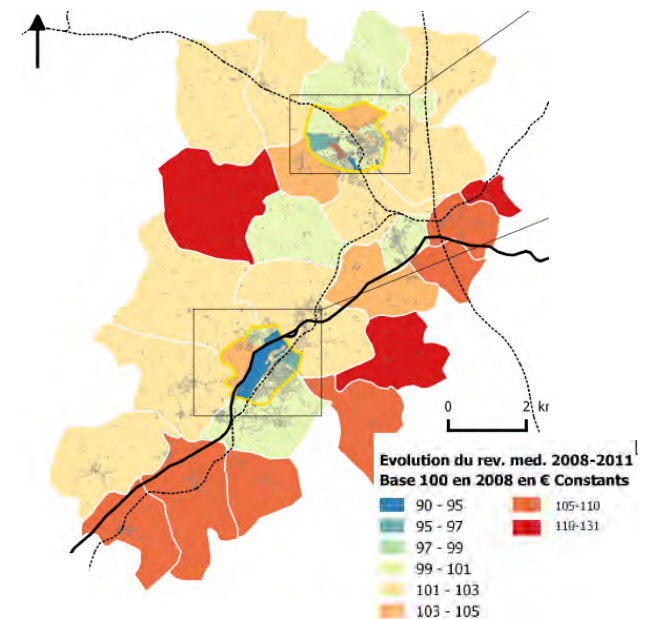 0 2 kr
Evolution du rev. med. 2008-2011
Base 100 en 2008 en € Constants
90 - 95
95 - 97
97 - 99
99 - 101
101 - 103
103 - 105
105-110
110-131